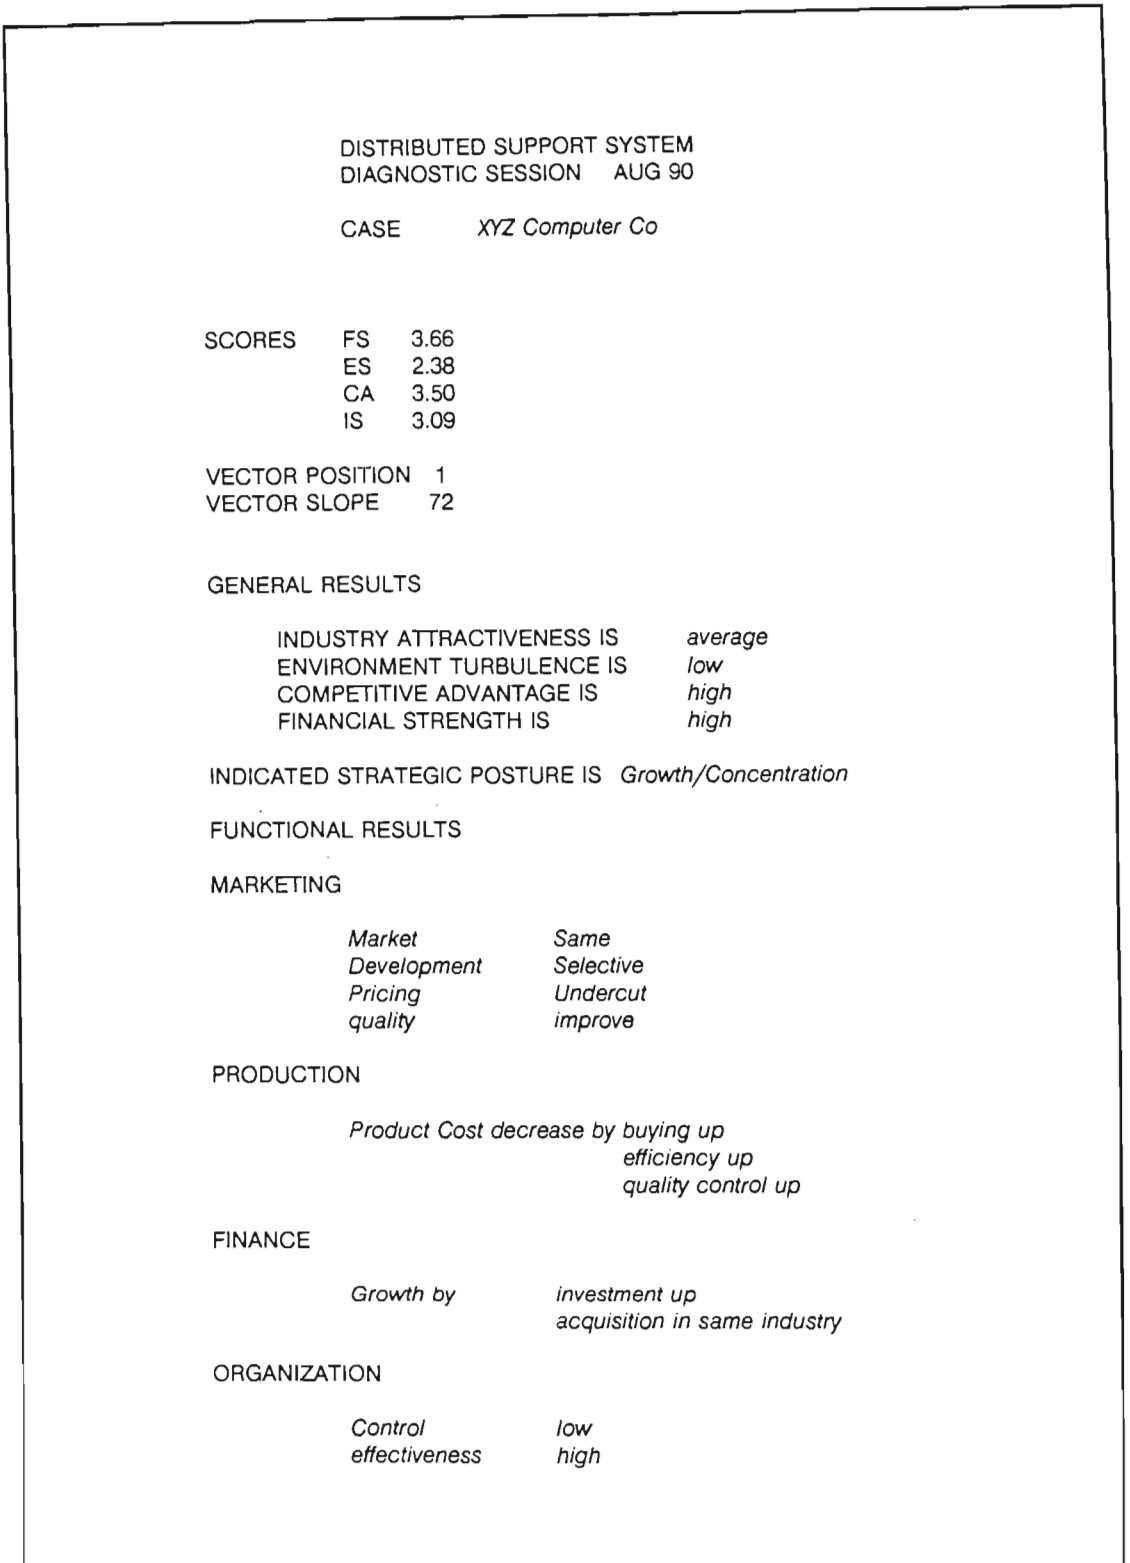 DISTRIBUTED SUPPORT SYSTEM
DIAGNOSTIC SESSION AUG 90
CASE XYZ Computer Co
SCORES FS 3.66
ES 2.38
CA 3.50
IS 3.09
VECTOR POSITION 1
VECTOR SLOPE 72
GENERAL RESULTS
INDUSTRY ATTRACTIVENESS IS average
ENVIRONMENT TURBULENCE IS low
COMPETITIVE ADVANTAGE IS high
FINANCIAL STRENGTH IS high
INDICATED STRATEGIC POSTURE IS Growth/Concentration
FUNCTIONAL RESULTS
MARKETING
Market Same
Development Selective
Pricing Undercut
quality improve
PRODUCTION
Product Cost decrease by buying up
efficiency up
quality control up
FINANCE
Growth by investment up
acquisition in same industry
ORGANIZATION
Control low
effectiveness high